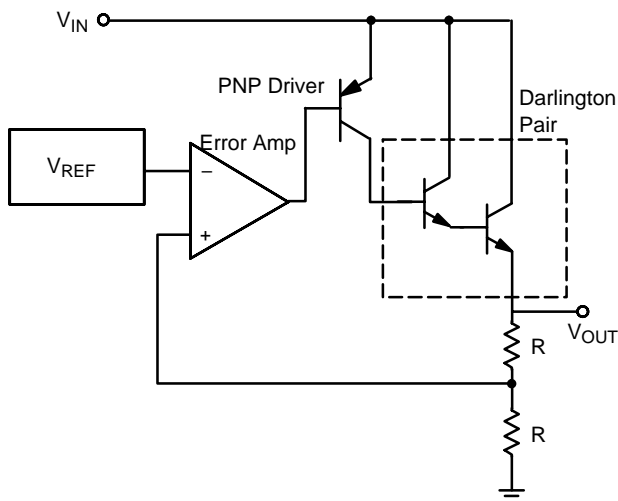 VIN
PNP Driver
Darlington
Pair
Error Amp
VREF
−
+
VOUT
R
R